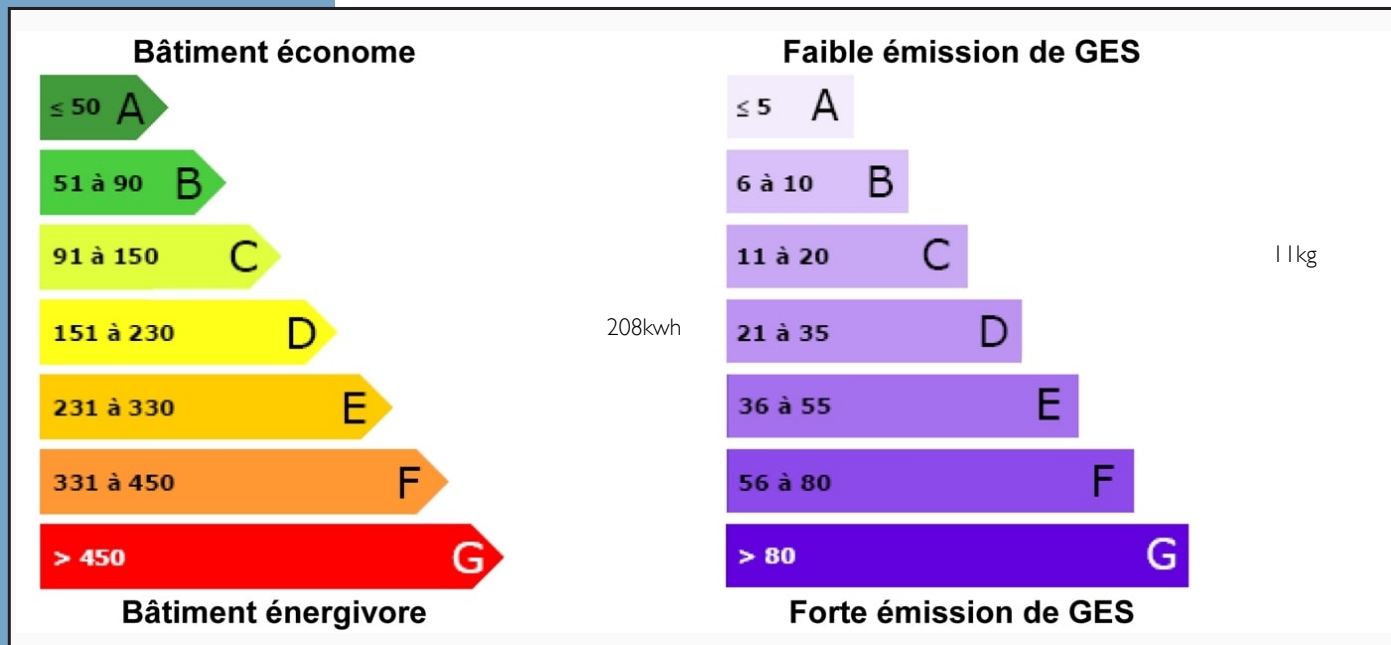 Bâtiment économe
≤ 50 A
51 à 90 B
91 à 150 C
151 à 230 D
208kwh
231 à 330 E
331 à 450 F
> 450 G
Bâtiment énergivore
Faible émission de GES
≤ 5 A
6 à 10 B
11 à 20 C
11kg
21 à 35 D
36 à 55 E
56 à 80 F
> 80 G
Forte émission de GES